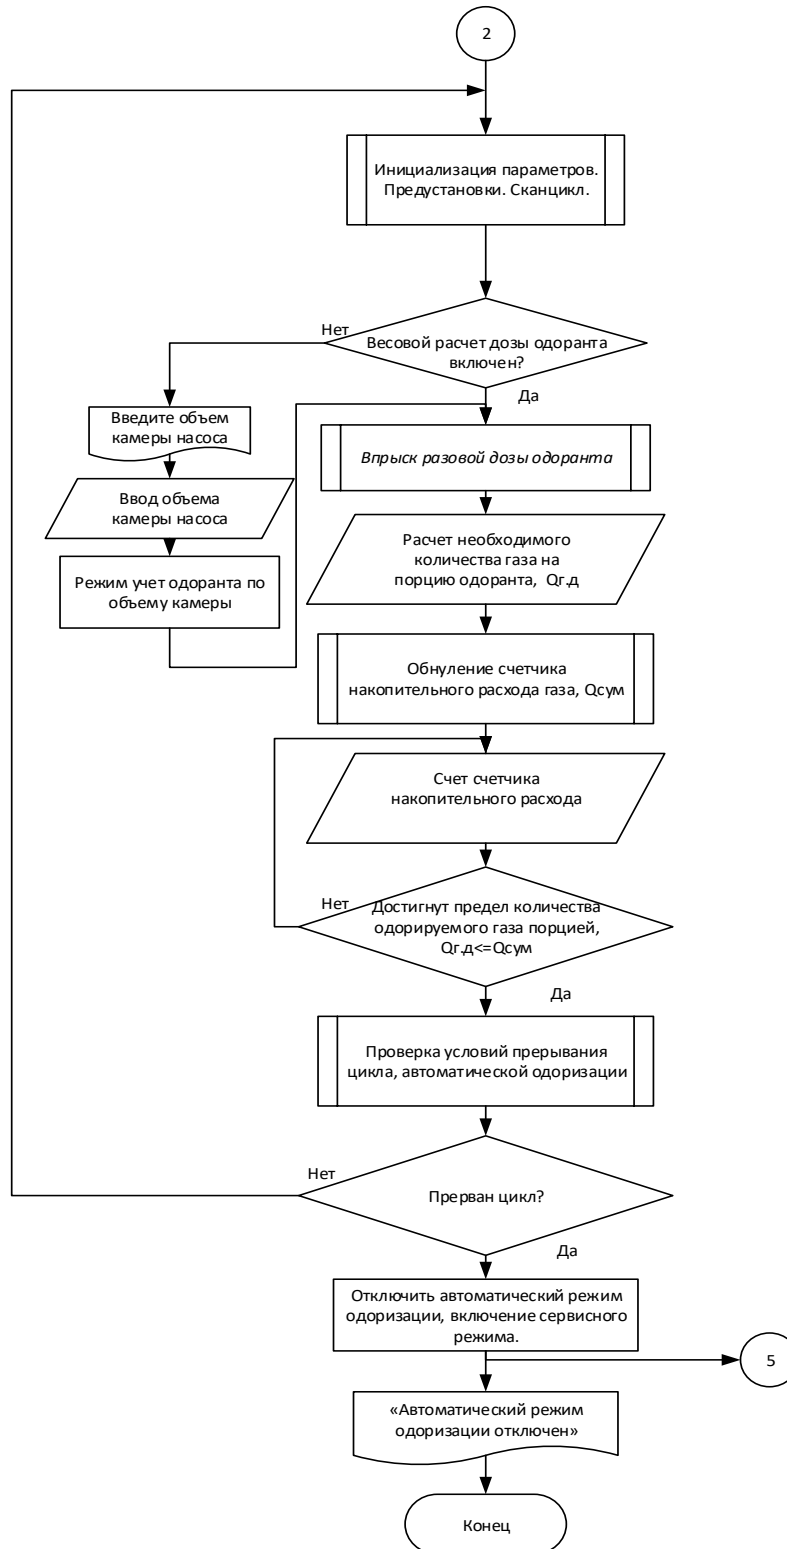 2
Инициализация параметров.
Предустановки. Сканцикл.
Нет
Весовой расчет дозы одоранта
включен?
Да
Введите объем
камеры насоса
Впрыск разовой дозы одоранта
Ввод объема
камеры насоса
Расчет необходимого
количества газа на
порцию одоранта, Qг.д
Режим учет одоранта по
объему камеры
Обнуление счетчика
накопительного расхода газа, Qсум
Счет счетчика
накопительного расхода
Нет
Достигнут предел количества
одорируемого газа порцией,
Qг.д<=Qсум
Да
Проверка условий прерывания
цикла, автоматической одоризации
Нет
Прерван цикл?
Да
Отключить автоматический режим
одоризации, включение сервисного
режима.
5
«Автоматический режим
одоризации отключен»
Конец